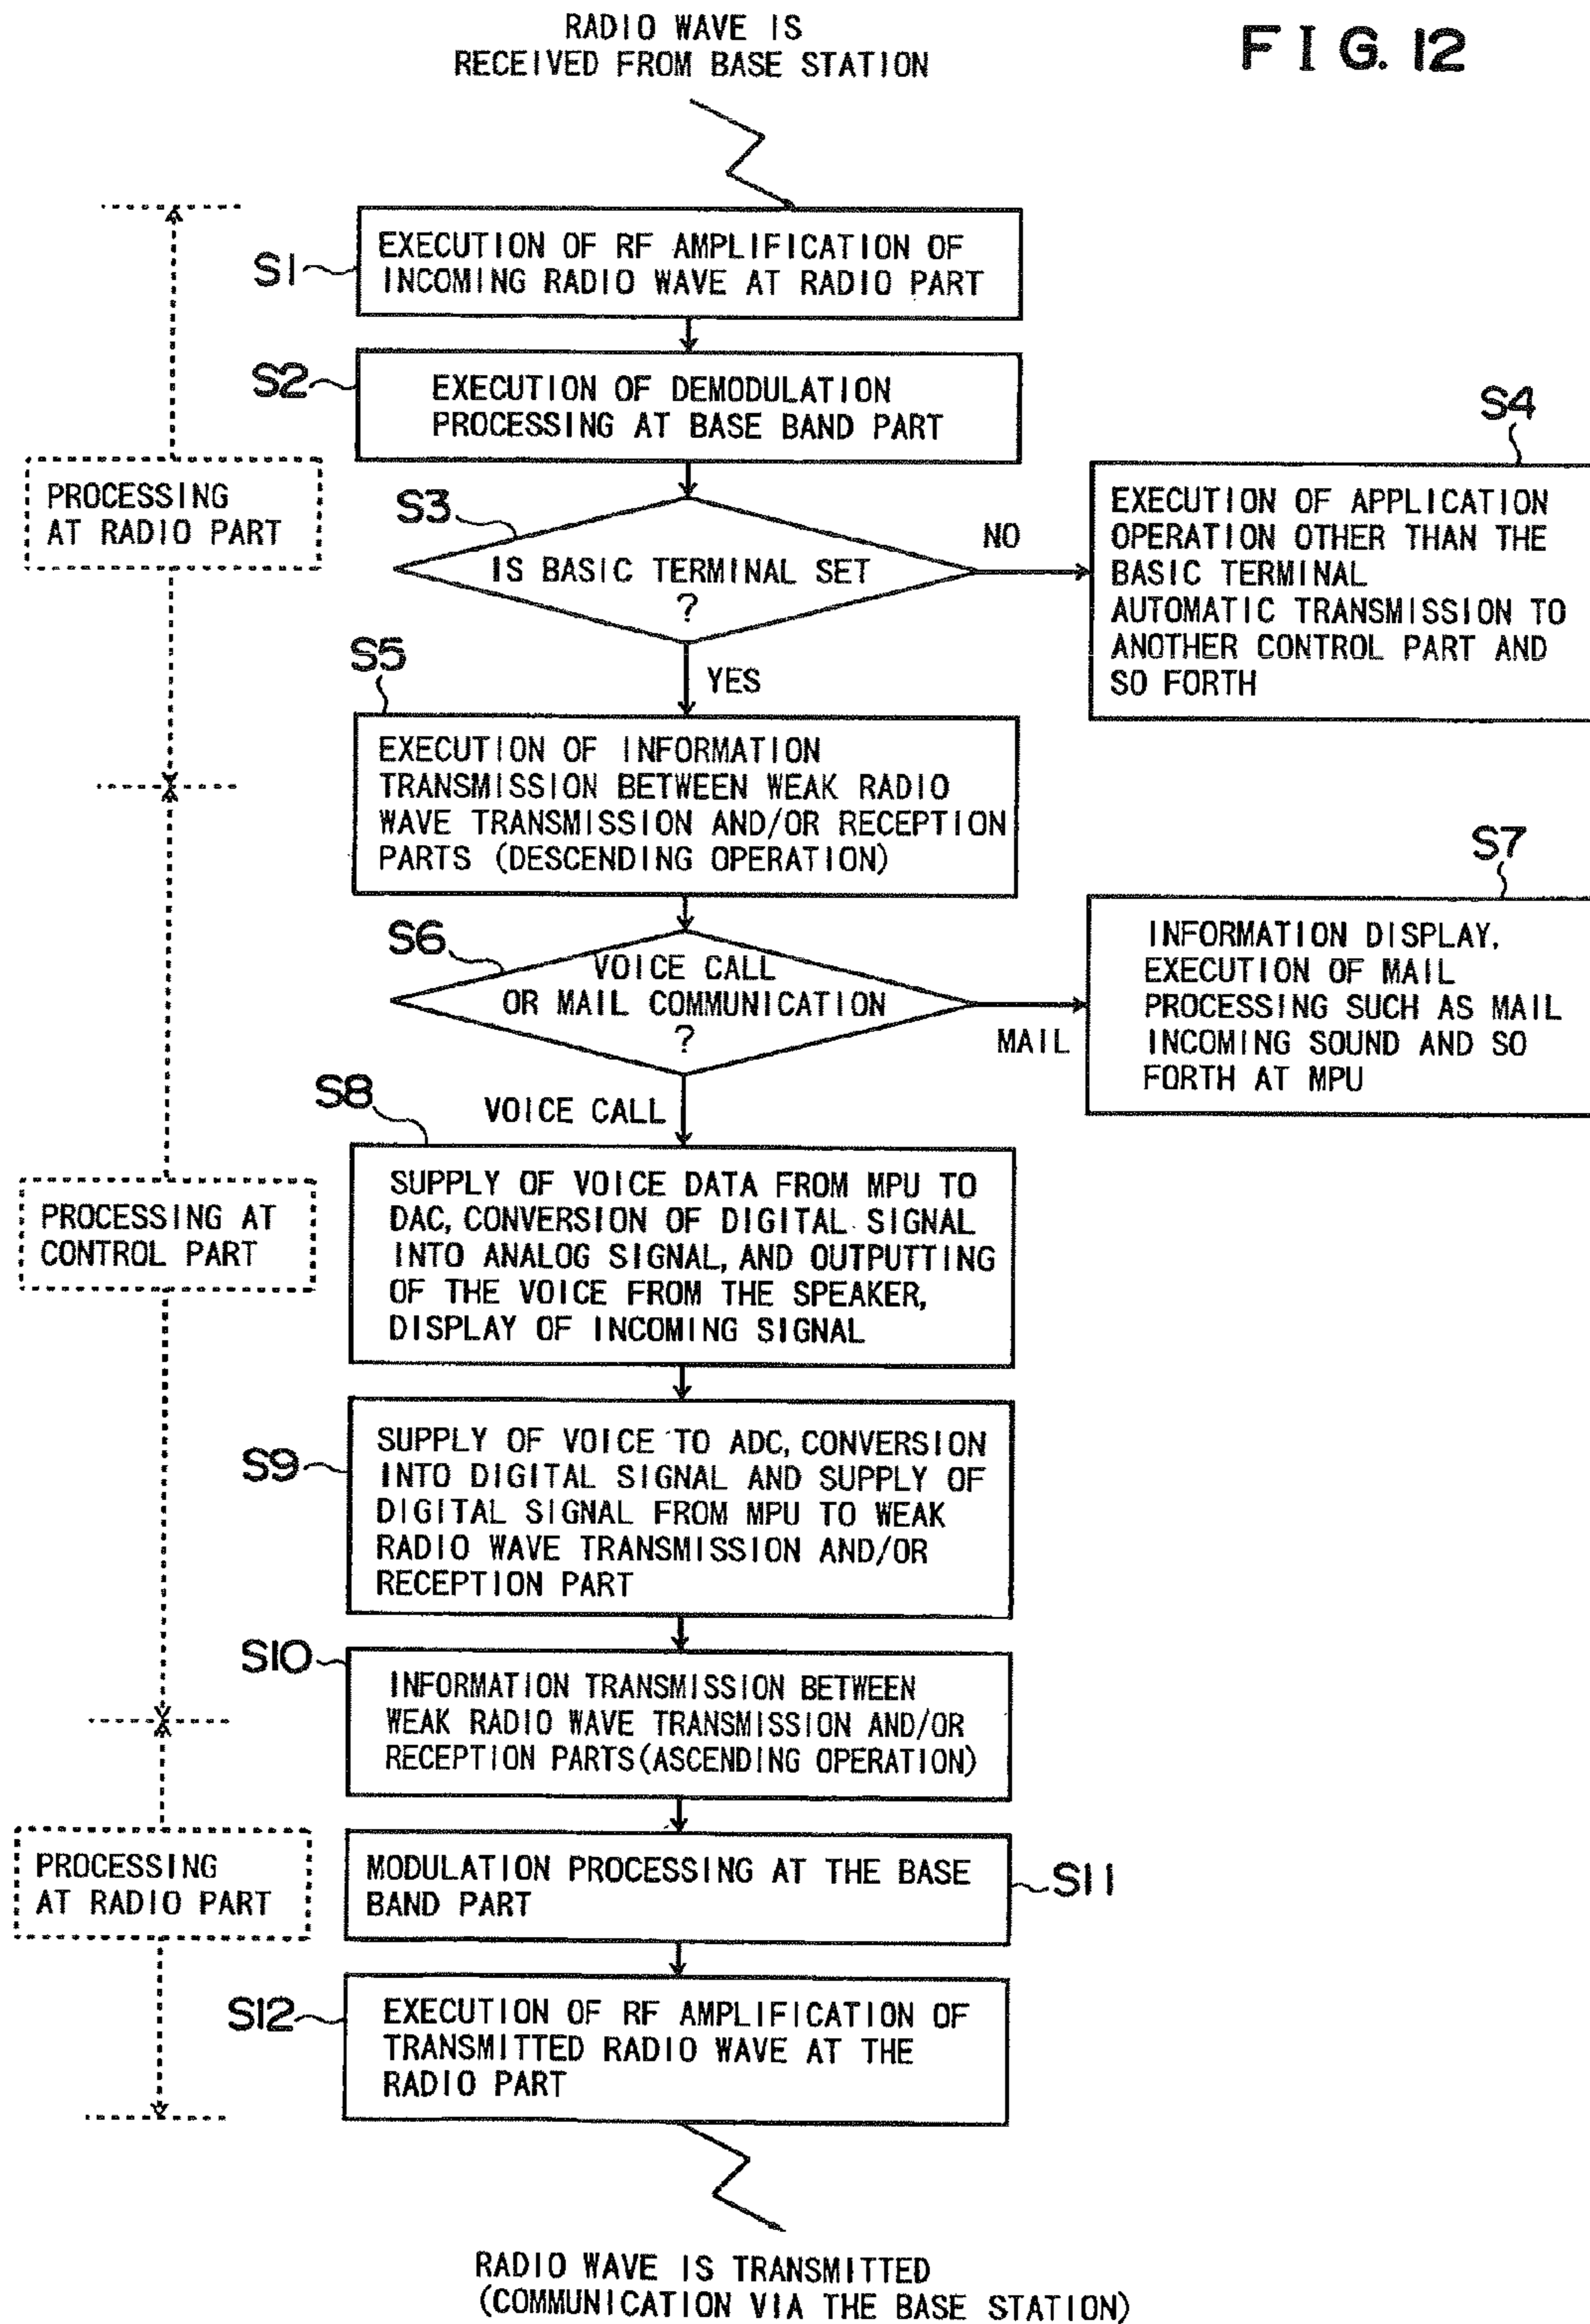 RADIO WAVE IS
RECEIVED FROM BASE STATION
FIG. 12
S1
EXECUTION OF RF AMPLIFICATION OF
INCOMING RADIO WAVE AT RADIO PART
S2
EXECUTION OF DEMODULATION
PROCESSING AT BASE BAND PART
PROCESSING
AT RADIO PART
S3
IS BASIC TERMINAL SET
?
NO
S4
EXECUTION OF APPLICATION
OPERATION OTHER THAN THE
BASIC TERMINAL
AUTOMATIC TRANSMISSION TO
ANOTHER CONTROL PART AND
SO FORTH
YES
S5
EXECUTION OF INFORMATION
TRANSMISSION BETWEEN WEAK RADIO
WAVE TRANSMISSION AND/OR RECEPTION
PARTS (DESCENDING OPERATION)
S6
VOICE CALL
OR MAIL COMMUNICATION
?
MAIL
S7
INFORMATION DISPLAY,
EXECUTION OF MAIL
PROCESSING SUCH AS MAIL
INCOMING SOUND AND SO
FORTH AT MPU
VOICE CALL
PROCESSING AT
CONTROL PART
S8
SUPPLY OF VOICE DATA FROM MPU TO
DAC, CONVERSION OF DIGITAL SIGNAL
INTO ANALOG SIGNAL, AND OUTPUTTING
OF THE VOICE FROM THE SPEAKER,
DISPLAY OF INCOMING SIGNAL
S9
SUPPLY OF VOICE TO ADC, CONVERSION
INTO DIGITAL SIGNAL AND SUPPLY OF
DIGITAL SIGNAL FROM MPU TO WEAK
RADIO WAVE TRANSMISSION AND/OR
RECEPTION PART
S10
INFORMATION TRANSMISSION BETWEEN
WEAK RADIO WAVE TRANSMISSION AND/OR
RECEPTION PARTS (ASCENDING OPERATION)
PROCESSING
AT RADIO PART
MODULATION PROCESSING AT THE BASE
BAND PART
S11
S12
EXECUTION OF RF AMPLIFICATION OF
TRANSMITTED RADIO WAVE AT THE
RADIO PART
RADIO WAVE IS TRANSMITTED
(COMMUNICATION VIA THE BASE STATION)